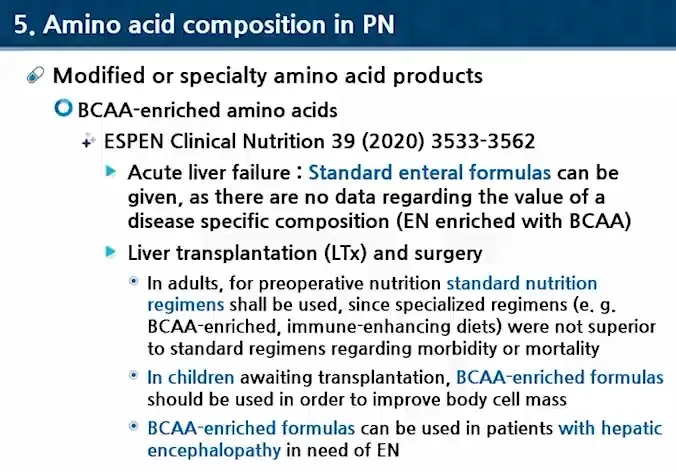 5. Amino acid composition in PN
Modified or specialty amino acid products
BCAA-enriched amino acids
ESPEN Clinical Nutrition 39 (2020) 3533-3562
Acute liver failure : Standard enteral formulas can be
given, as there are no data regarding the value of a
disease specific composition (EN enriched with BCAA)
Liver transplantation (LTx) and surgery
In adults, for preoperative nutrition standard nutrition
regimens shall be used, since specialized regimens (e. g.
BCAA-enriched, immune-enhancing diets) were not superior
to standard regimens regarding morbidity or mortality
In children awaiting transplantation, BCAA-enriched formulas
should be used in order to improve body cell mass
BCAA-enriched formulas can be used in patients with hepatic
encephalopathy in need of EN